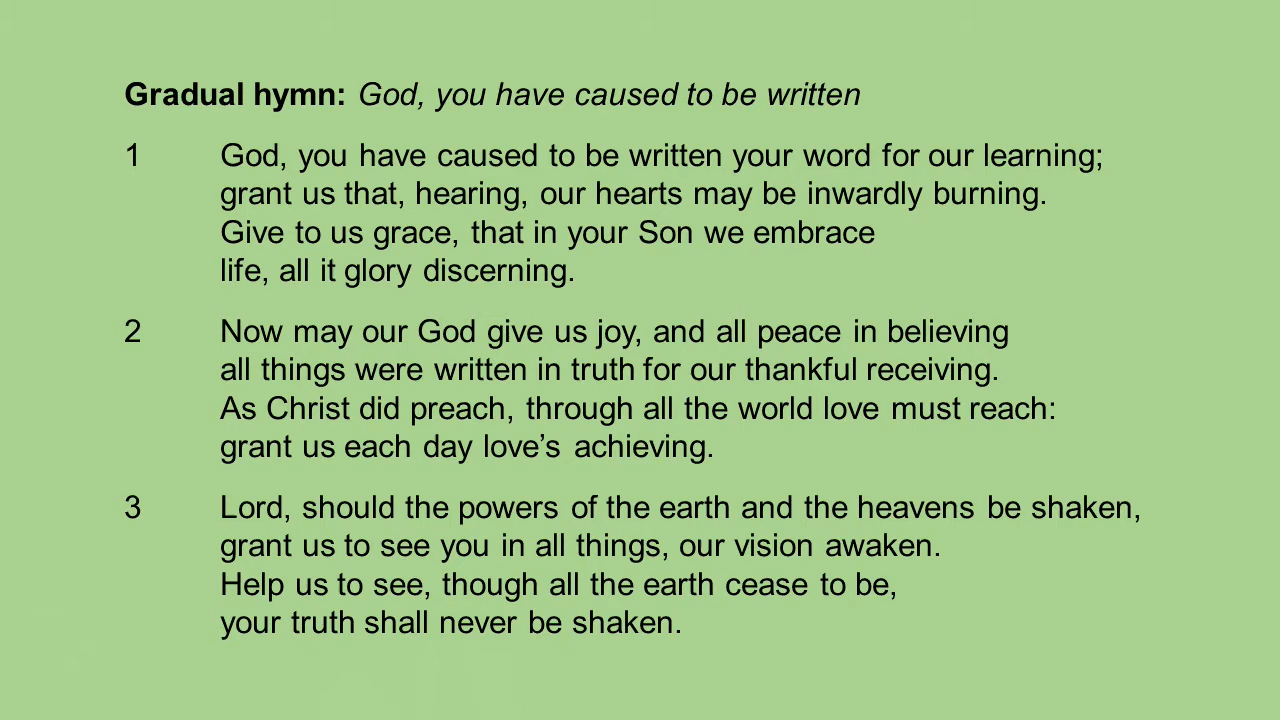 Gradual hymn: God, you have caused to be written
1 God, you have caused to be written your word for our learning;
grant us that, hearing, our hearts may be inwardly burning.
Give to us grace, that in your Son we embrace
life, all it glory discerning.
2 Now may our God give us joy, and all peace in believing
all things were written in truth for our thankful receiving.
As Christ did preach, through all the world love must reach:
grant us each day love’s achieving.
3 Lord, should the powers of the earth and the heavens be shaken,
grant us to see you in all things, our vision awaken.
Help us to see, though all the earth cease to be,
your truth shall never be shaken.